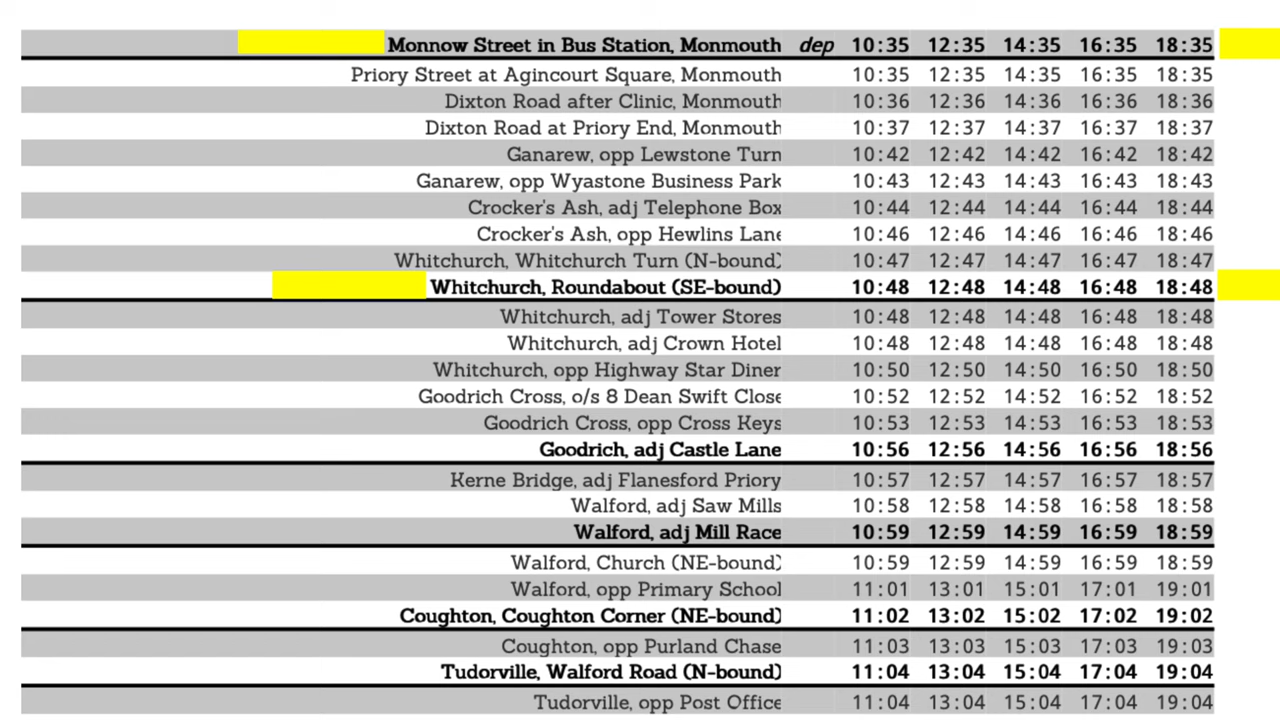 Monnow Street in Bus Station, Monmouth dep 10:35 12:35 14:35 16:35 18:35
Priory Street at Agincourt Square, Monmouth 10:35 12:35 14:35 16:35 18:35
Dixton Road after Clinic, Monmouth 10:36 12:36 14:36 16:36 18:36
Dixton Road at Priory End, Monmouth 10:37 12:37 14:37 16:37 18:37
Ganarew, opp Lewstone Turn 10:42 12:42 14:42 16:42 18:42
Ganarew, opp Wyastone Business Park 10:43 12:43 14:43 16:43 18:43
Crocker's Ash, adj Telephone Box 10:44 12:44 14:44 16:44 18:44
Crocker's Ash, opp Hewlins Lane 10:46 12:46 14:46 16:46 18:46
Whitchurch, Whitchurch Turn (N-bound) 10:47 12:47 14:47 16:47 18:47
Whitchurch, Roundabout (SE-bound) 10:48 12:48 14:48 16:48 18:48
Whitchurch, adj Tower Stores 10:48 12:48 14:48 16:48 18:48
Whitchurch, adj Crown Hotel 10:48 12:48 14:48 16:48 18:48
Whitchurch, opp Highway Star Diner 10:50 12:50 14:50 16:50 18:50
Goodrich Cross, o/s 8 Dean Swift Close 10:52 12:52 14:52 16:52 18:52
Goodrich Cross, opp Cross Keys 10:53 12:53 14:53 16:53 18:53
Goodrich, adj Castle Lane 10:56 12:56 14:56 16:56 18:56
Kerne Bridge, adj Flanesford Priory 10:57 12:57 14:57 16:57 18:57
Walford, adj Saw Mills 10:58 12:58 14:58 16:58 18:58
Walford, adj Mill Race 10:59 12:59 14:59 16:59 18:59
Walford, Church (NE-bound) 10:59 12:59 14:59 16:59 18:59
Walford, opp Primary School 11:01 13:01 15:01 17:01 19:01
Coughton, Coughton Corner (NE-bound) 11:02 13:02 15:02 17:02 19:02
Coughton, opp Purland Chase 11:03 13:03 15:03 17:03 19:03
Tudorville, Walford Road (N-bound) 11:04 13:04 15:04 17:04 19:04
Tudorville, opp Post Office 11:04 13:04 15:04 17:04 19:04